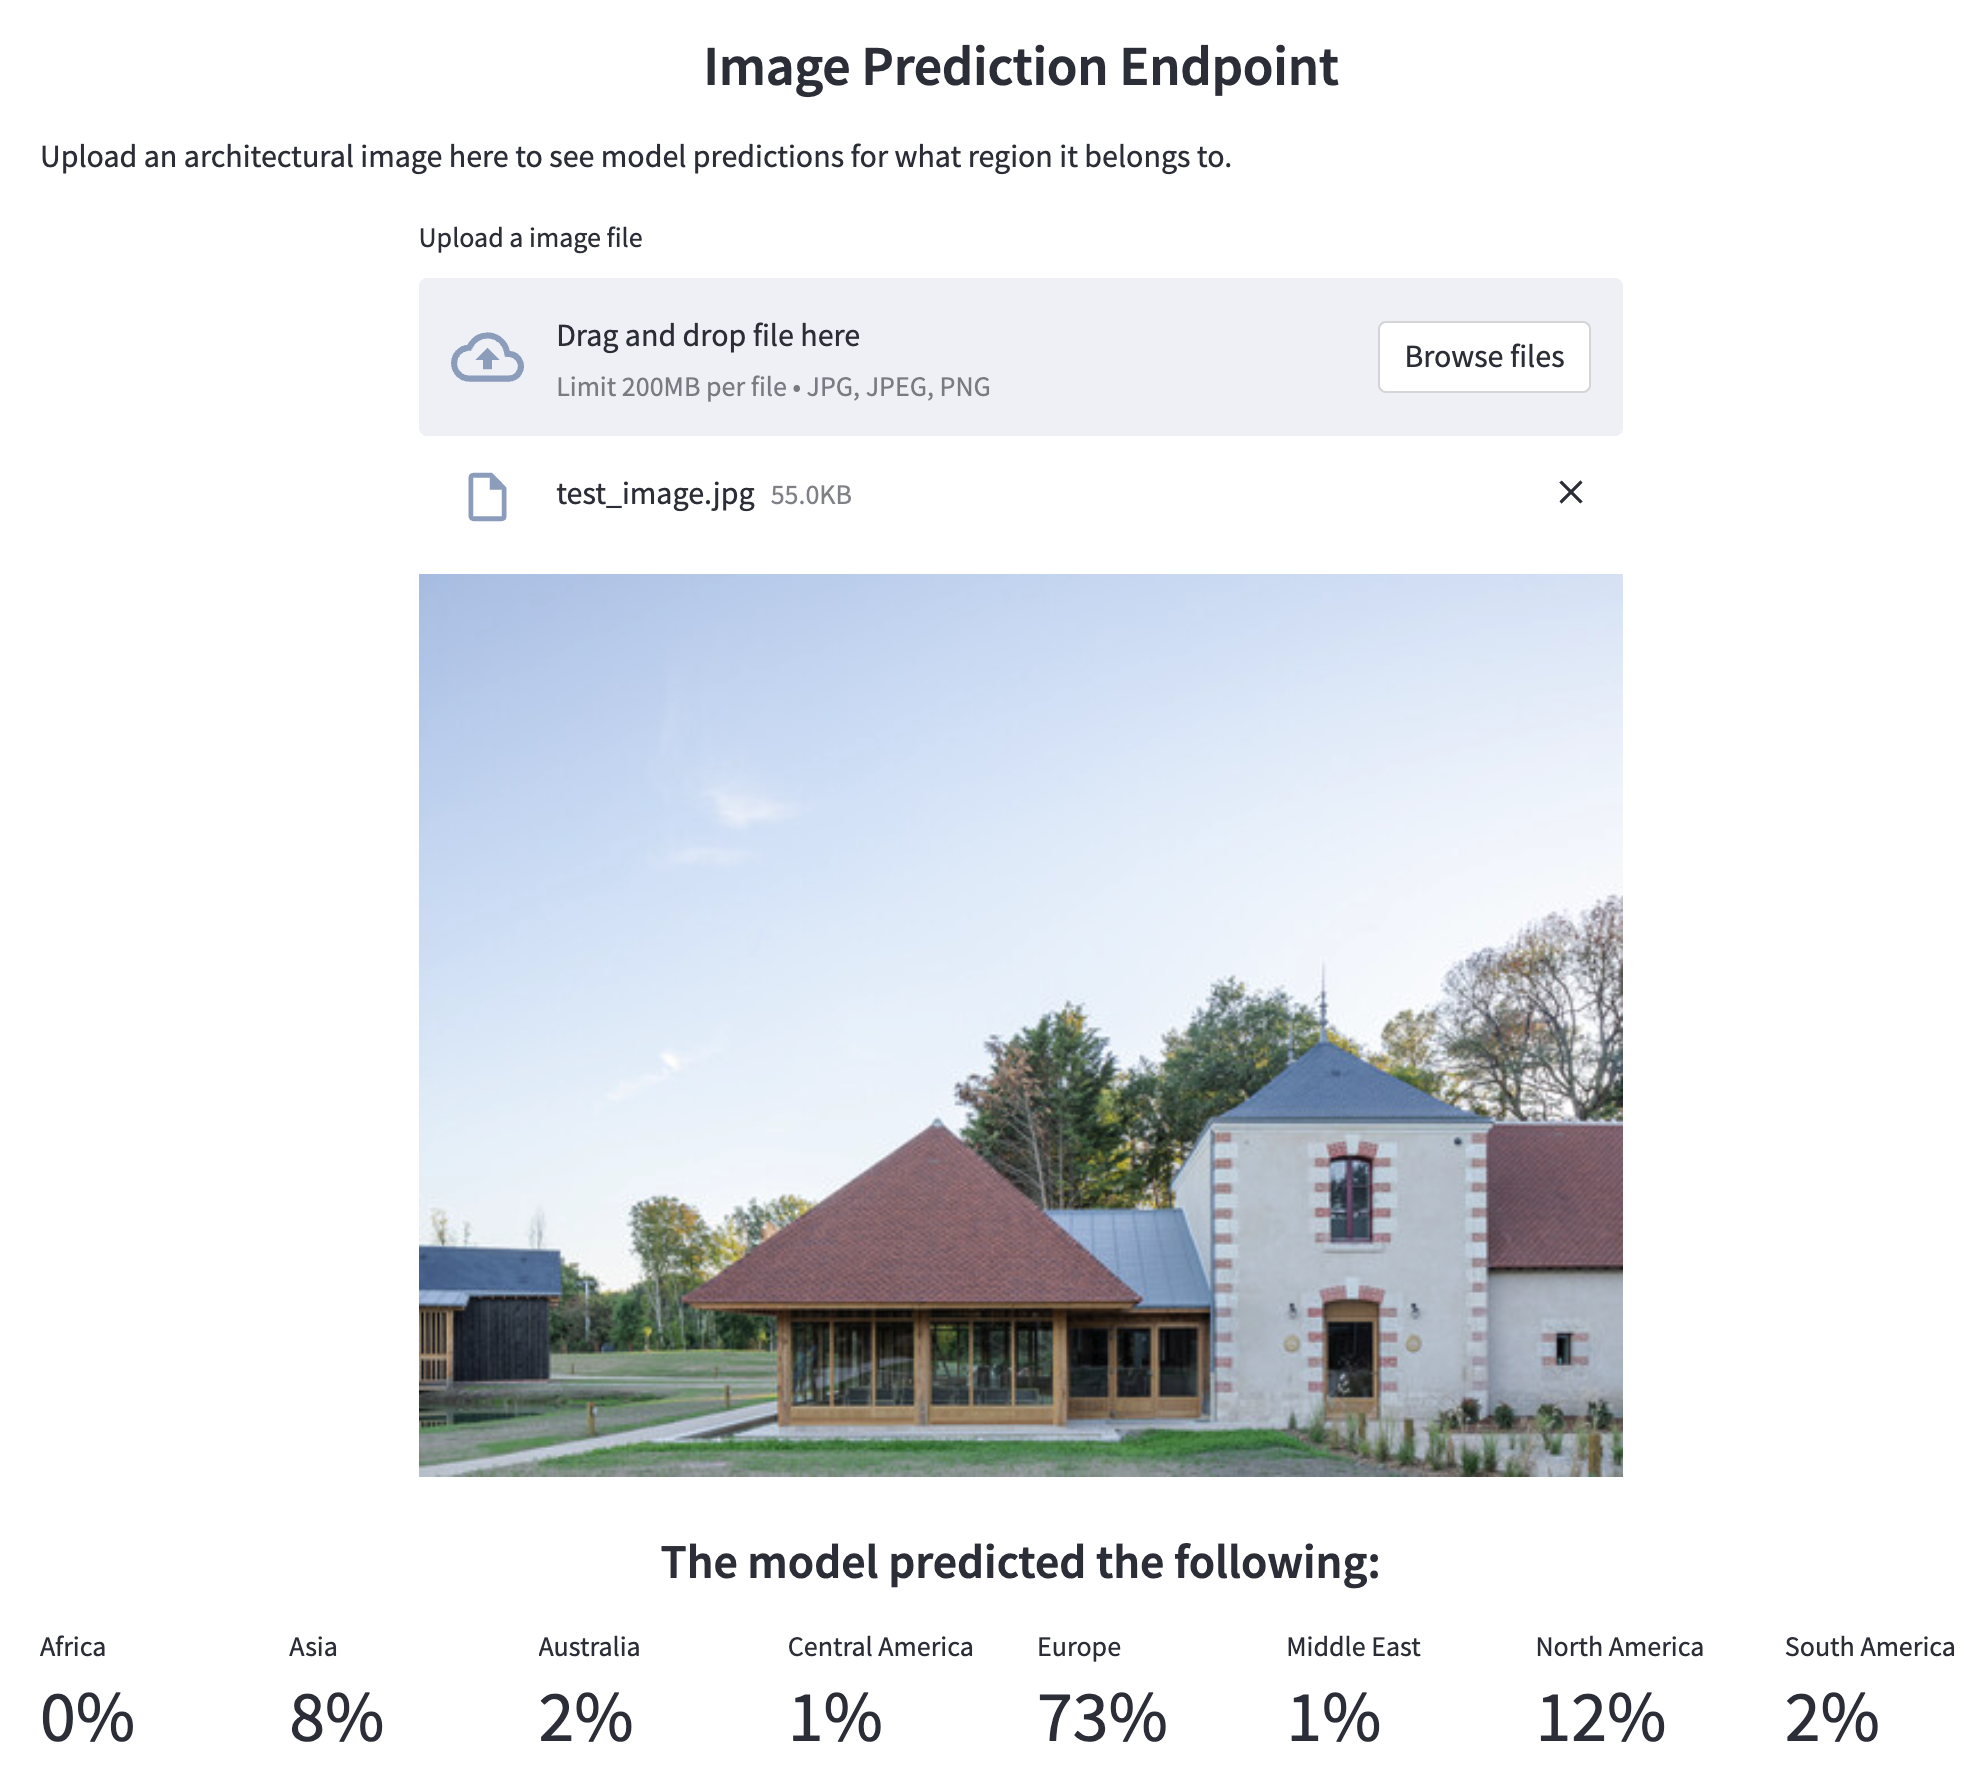 Image Prediction Endpoint
Upload an architectural image here to see model predictions for what region it belongs to.
Upload a image file
Drag and drop file here
Limit 200MB per file • JPG, JPEG, PNG
Browse files
test_image.jpg 55.0KB
The model predicted the following:
Africa Asia Australia Central America Europe Middle East North America South America
0% 8% 2% 1% 73% 1% 12% 2%